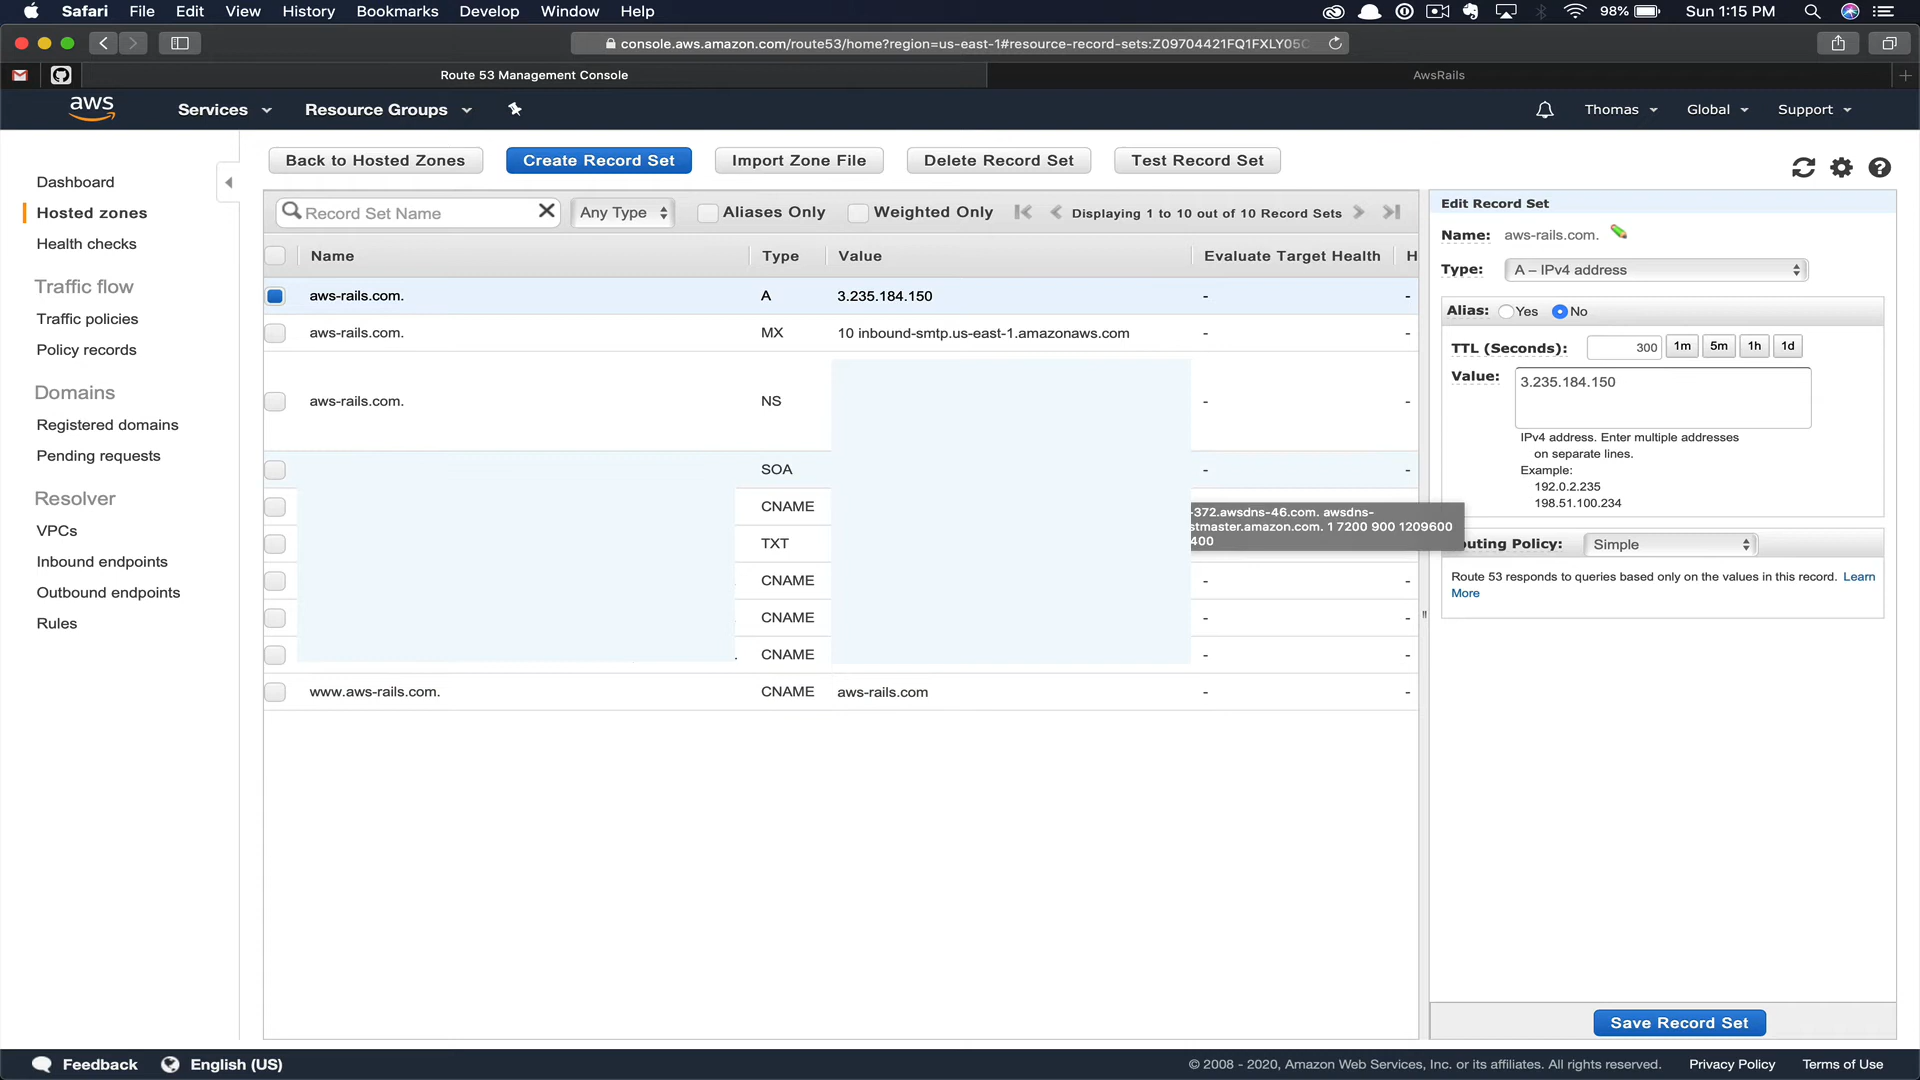 Safari File Edit View History Bookmarks Develop Window Help 98% Sun 1:15 PM
console.aws.amazon.com/route53/home?region=us-east-1#resource-record-sets:Z09704421FQ1FXLY05C
Route 53 Management Console AwsRails
aws Services Resource Groups Thomas Global Support
Back to Hosted Zones Create Record Set Import Zone File Delete Record Set Test Record Set
Dashboard
Hosted zones
Health checks
Traffic flow
Traffic policies
Policy records
Domains
Registered domains
Pending requests
Resolver
VPCs
Inbound endpoints
Outbound endpoints
Rules
Record Set Name Any Type Aliases Only Weighted Only Displaying 1 to 10 out of 10 Record Sets
Name Type Value Evaluate Target Health H
aws-rails.com. A 3.235.184.150 - -
aws-rails.com. MX 10 inbound-smtp.us-east-1.amazonaws.com - -
aws-rails.com. NS - -
SOA - -
CNAME
TXT
CNAME - -
CNAME - -
. CNAME - -
www.aws-rails.com. CNAME aws-rails.com - -
-372.awsdns-46.com. awsdns-
stmaster.amazon.com. 1 7200 900 1209600
400
Edit Record Set
Name: aws-rails.com.
Type: A – IPv4 address
Alias: Yes No
TTL (Seconds): 300 1m 5m 1h 1d
Value: 3.235.184.150
IPv4 address. Enter multiple addresses
on separate lines.
Example:
192.0.2.235
198.51.100.234
outing Policy: Simple
Route 53 responds to queries based only on the values in this record. Learn
More
Save Record Set
Feedback English (US) © 2008 - 2020, Amazon Web Services, Inc. or its affiliates. All rights reserved. Privacy Policy Terms of Use